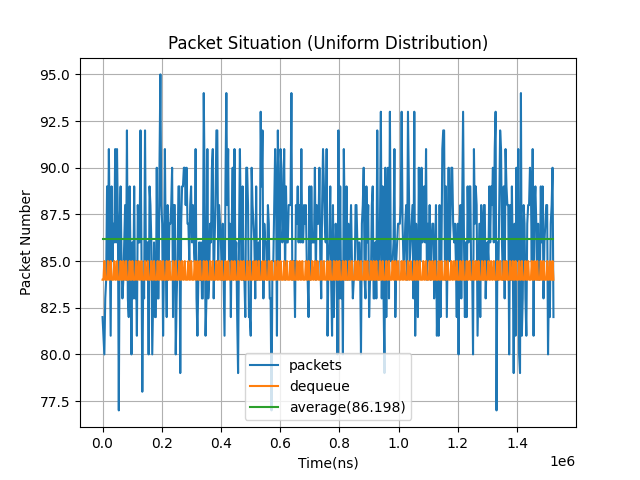 Packet Situation (Uniform Distribution)
95.0
92.5
90.0
87.5
85.0
82.5
80.0
77.5
Packet Number
packets
dequeue
average(86.198)
0.0 0.2 0.4 0.6 0.8 1.0 1.2 1.4
1e6
Time(ns)